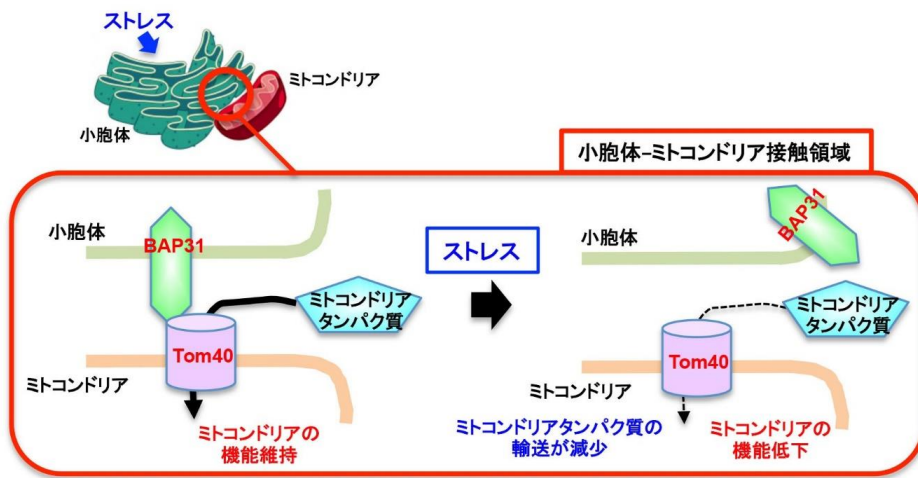 ストレス
ミトコンドリア
小胞体
小胞体−ミトコンドリア接触領域
小胞体
BAP31
ミトコンドリア
タンパク質
Tom40
ミトコンドリア
ミトコンドリアの
機能維持
ストレス
小胞体
BAP31
ミトコンドリア
タンパク質
Tom40
ミトコンドリア
ミトコンドリアタンパク質の
輸送が減少
ミトコンドリアの
機能低下